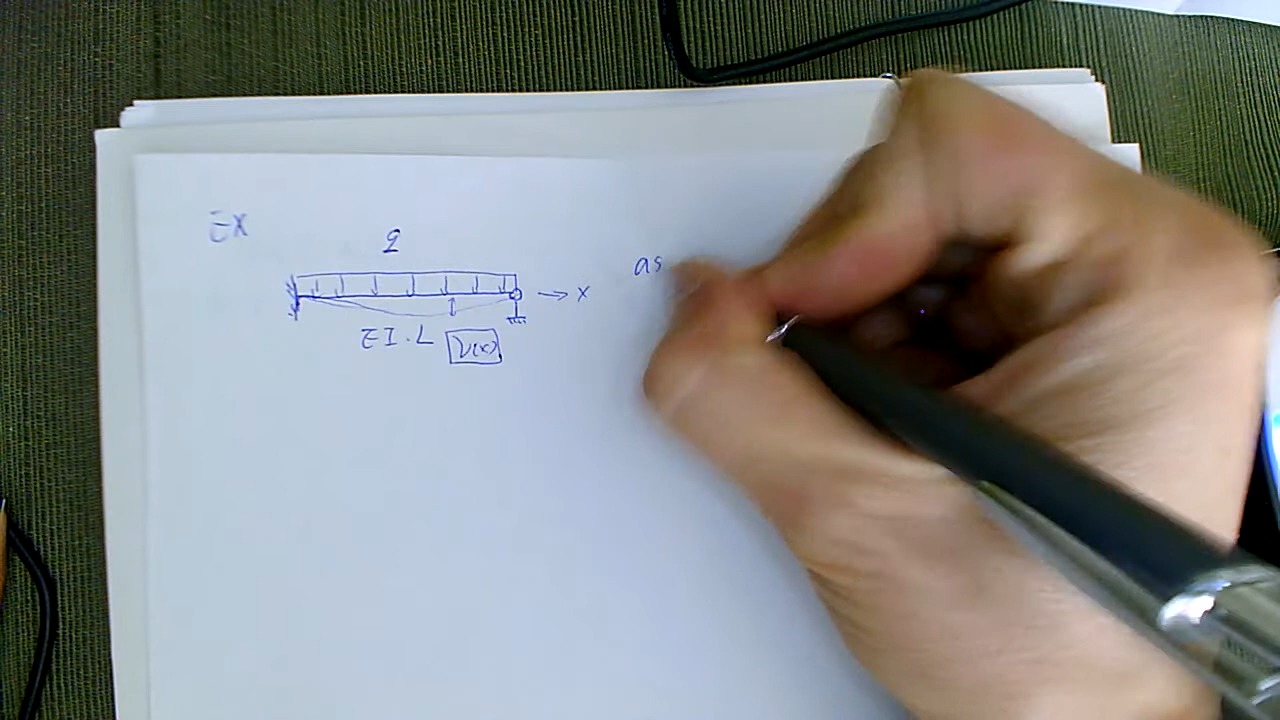 EX
q
as
→ x
EI. L
V(x)